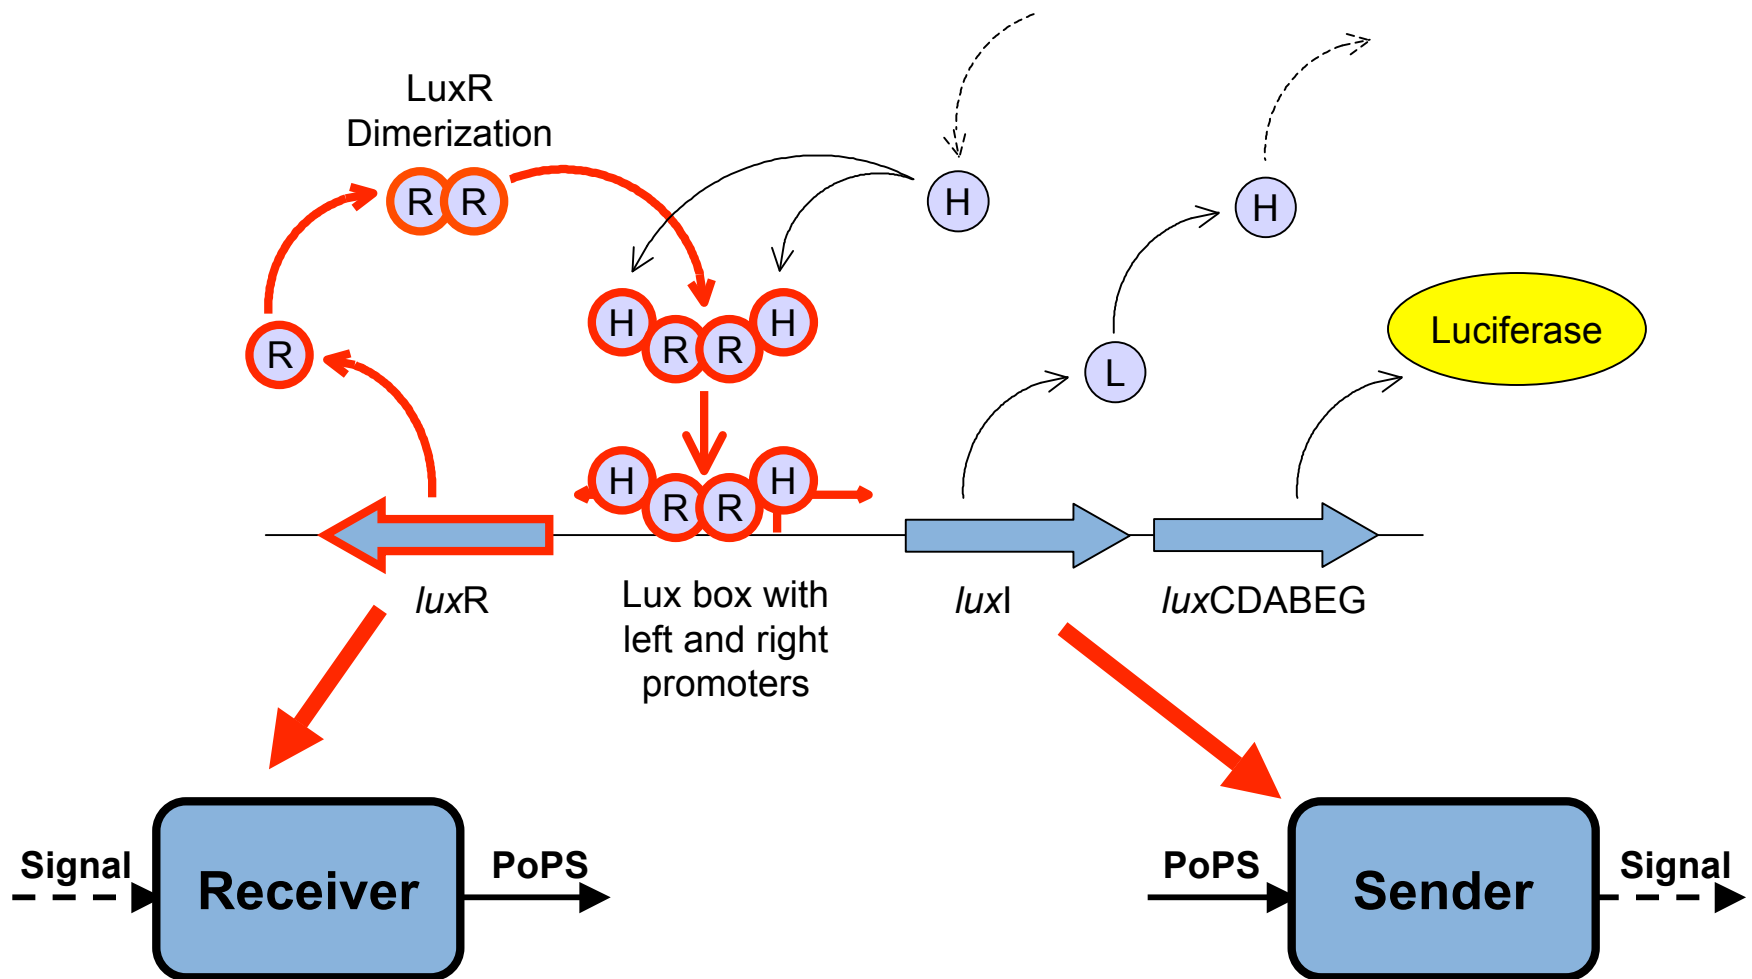 LuxR
Dimerization
R R
H
H
R
H R R H
L
Luciferase
H R R H
luxR
Lux box with
left and right
promoters
luxI
luxCDABEG
Signal
Receiver
PoPS
PoPS
Sender
Signal